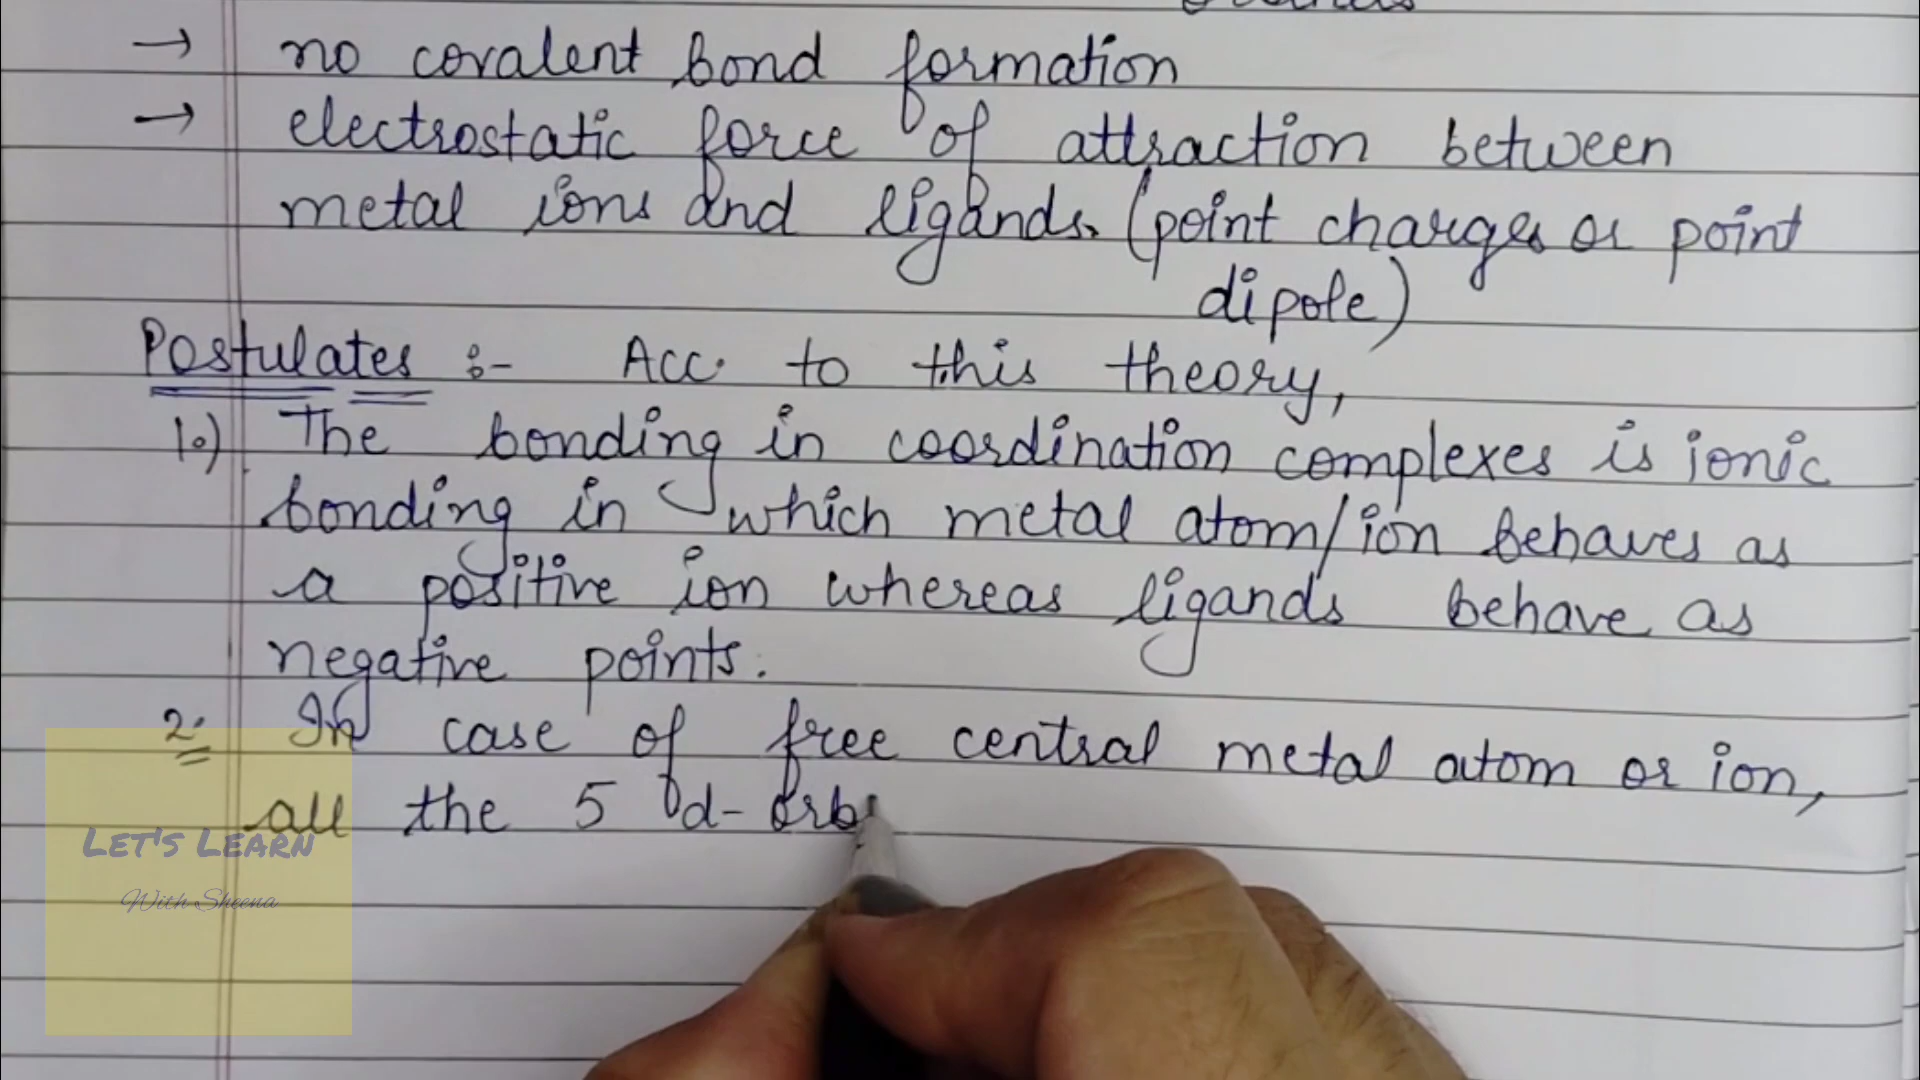 → no covalent bond formation
→ electrostatic force of attraction between
metal ions and ligands. (point charges or point
dipole)
Postulates :- Acc. to this theory,
1.) The bonding in coordination complexes is ionic
bonding in which metal atom/ion behaves as
a positive ion whereas ligands behave as
negative points.
2. In case of free central metal atom or ion,
all the 5 d-orbi
LET'S LEARN
With Sheena